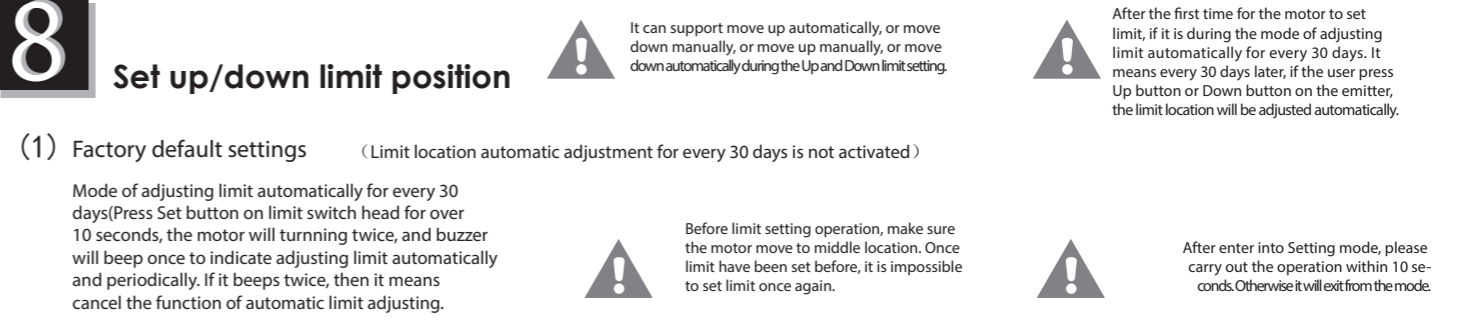 8
Set up/down limit position
It can support move up automatically, or move
down manually, or move up manually, or move
down automatically during the Up and Down limit setting.
After the first time for the motor to set
limit, if it is during the mode of adjusting
limit automatically for every 30 days. It
means every 30 days later, if the user press
Up button or Down button on the emitter,
the limit location will be adjusted automatically.
（1）Factory default settings （Limit location automatic adjustment for every 30 days is not activated）
Mode of adjusting limit automatically for every 30
days(Press Set button on limit switch head for over
10 seconds, the motor will turnning twice, and buzzer
will beep once to indicate adjusting limit automatically
and periodically. If it beeps twice, then it means
cancel the function of automatic limit adjusting.
Before limit setting operation, make sure
the motor move to middle location. Once
limit have been set before, it is impossible
to set limit once again.
After enter into Setting mode, please
carry out the operation within 10 se-
conds. Otherwise it will exit from the mode.